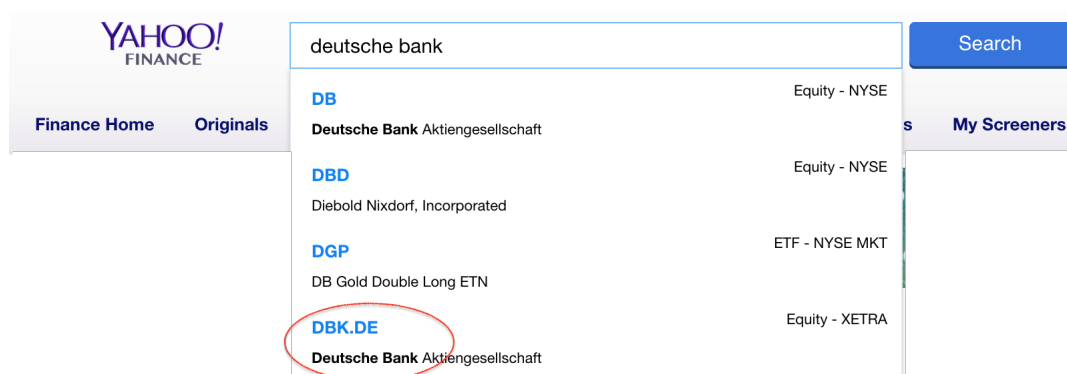 YAHOO!
FINANCE
deutsche bank
Search
Finance Home
Originals
s
My Screeners
DB
Equity - NYSE
Deutsche Bank Aktiengesellschaft
DBD
Equity - NYSE
Diebold Nixdorf, Incorporated
DGP
ETF - NYSE MKT
DB Gold Double Long ETN
DBK.DE
Equity - XETRA
Deutsche Bank Aktiengesellschaft